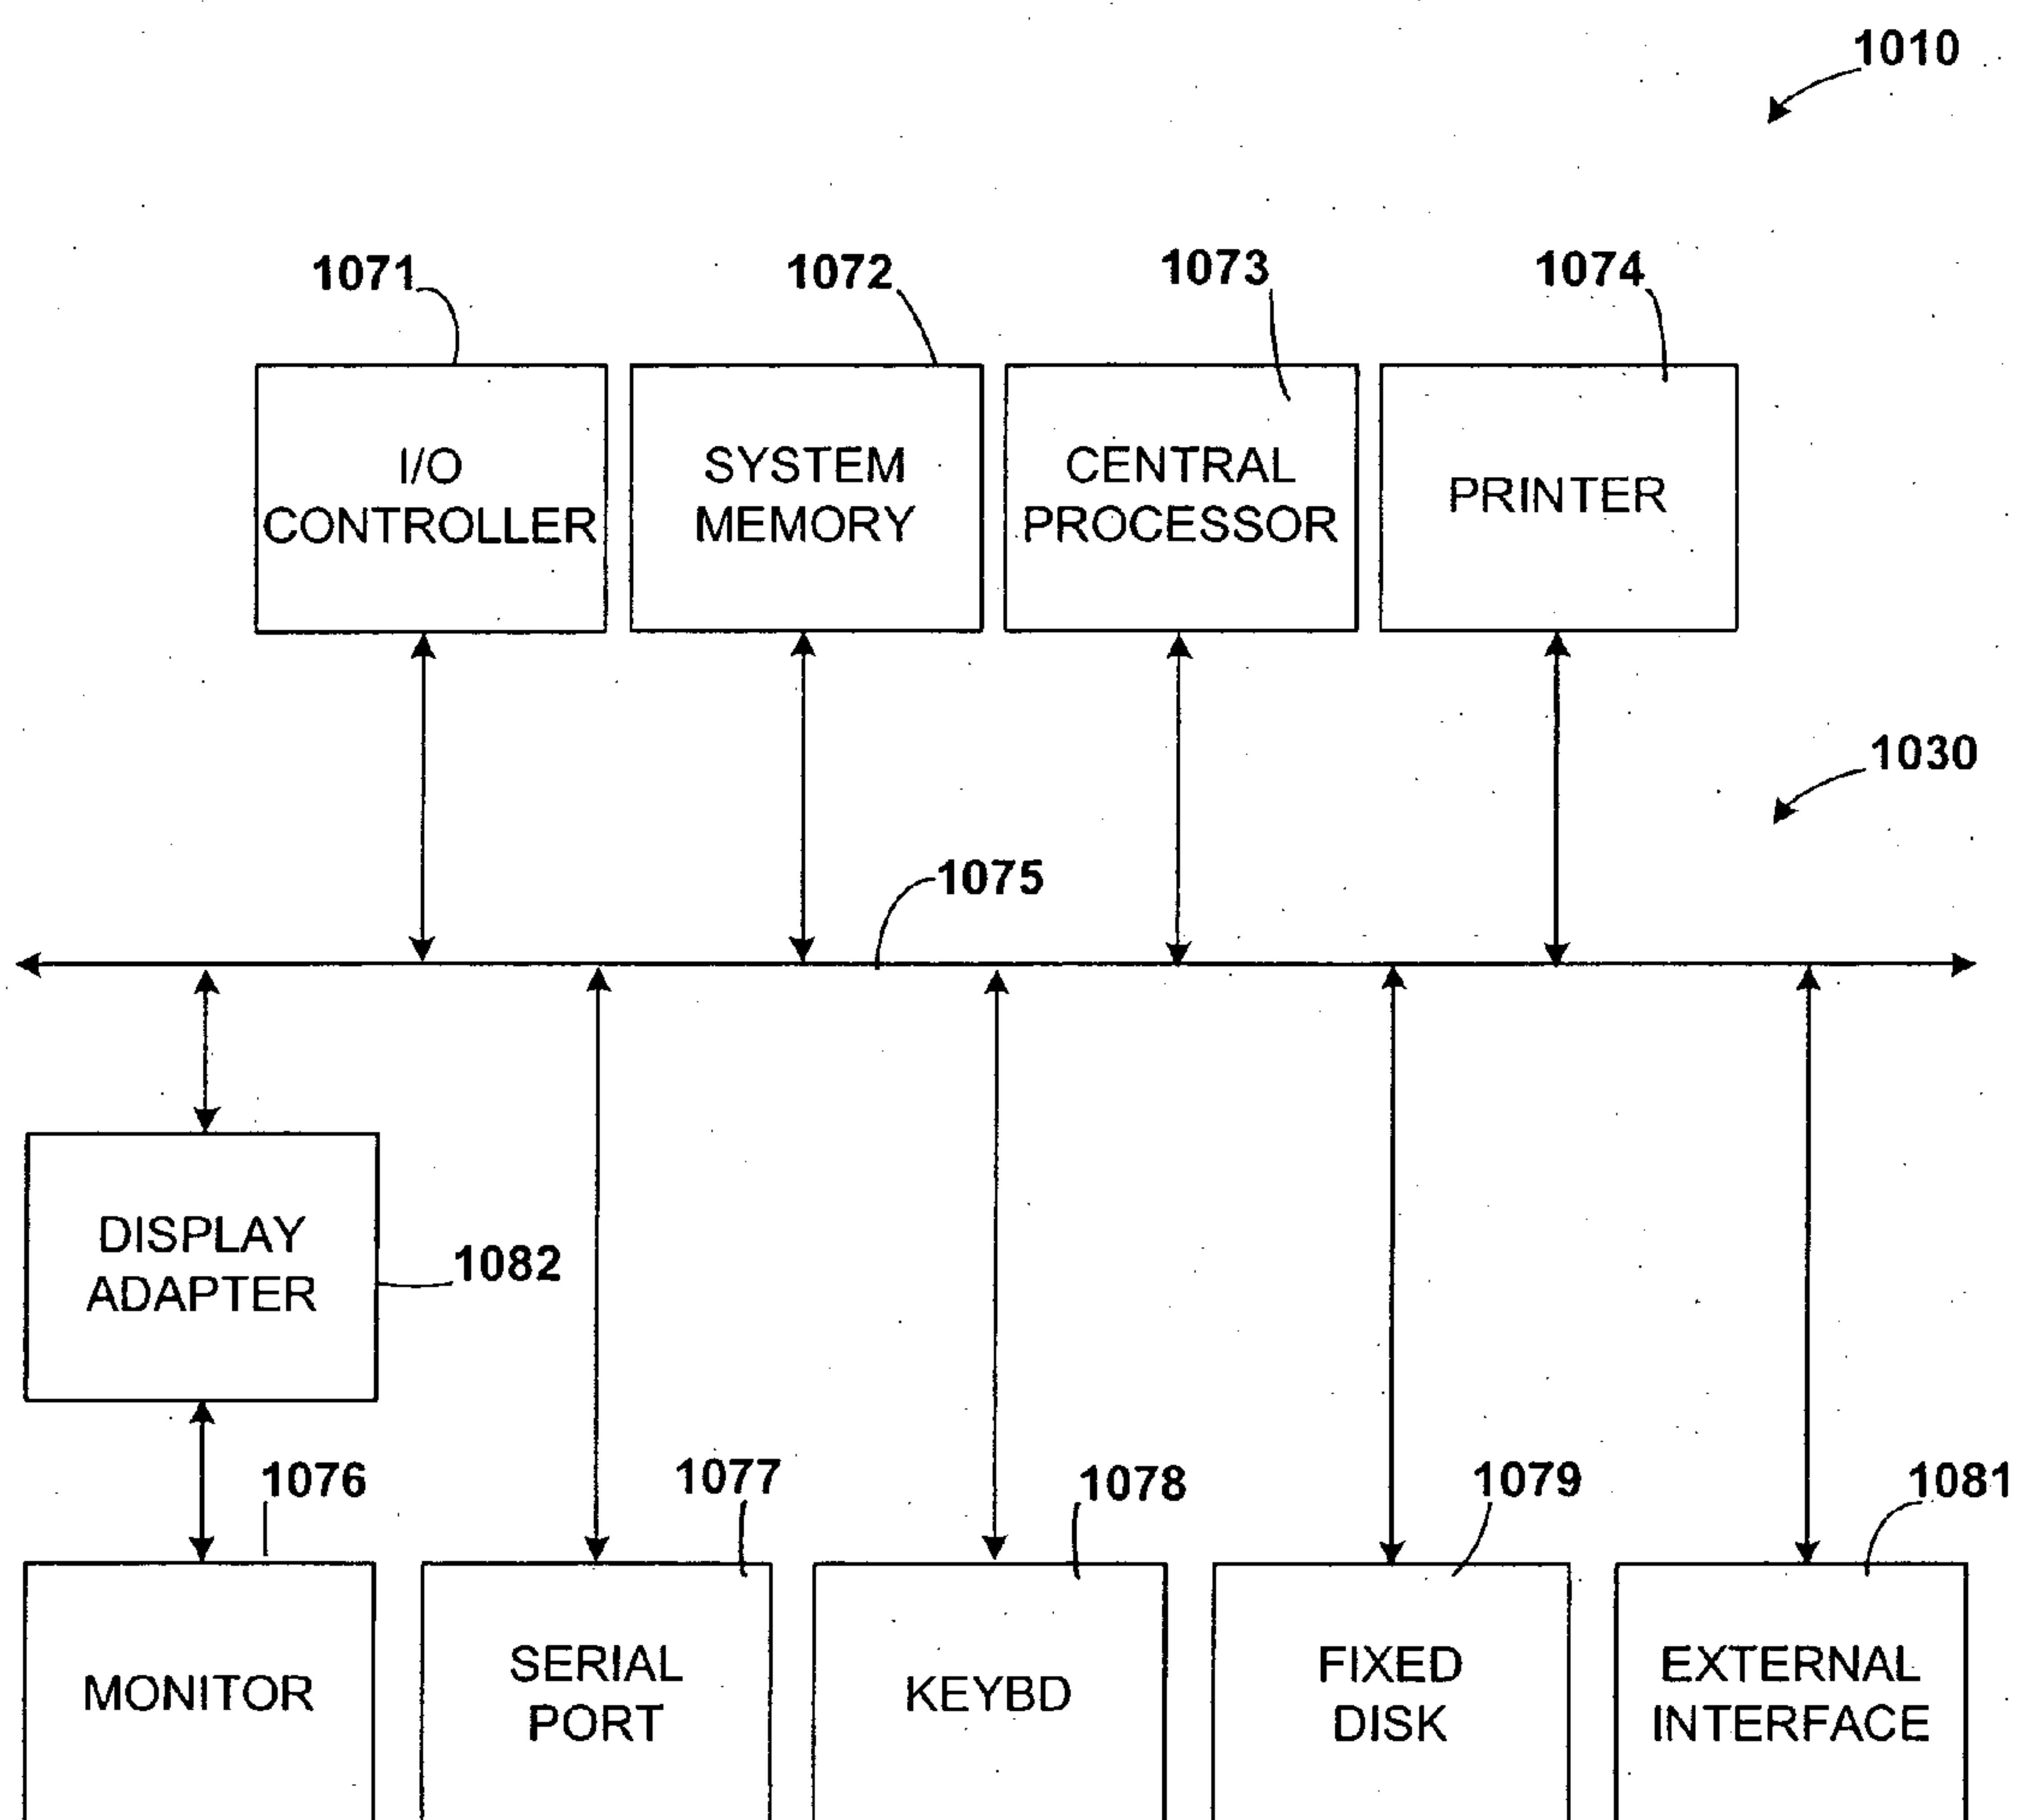 1010
1071
1072
1073
1074
I/O
CONTROLLER
SYSTEM
MEMORY
CENTRAL
PROCESSOR
PRINTER
1030
1075
DISPLAY
ADAPTER
1082
1076
1077
1078
1079
1081
MONITOR
SERIAL
PORT
KEYBD
FIXED
DISK
EXTERNAL
INTERFACE